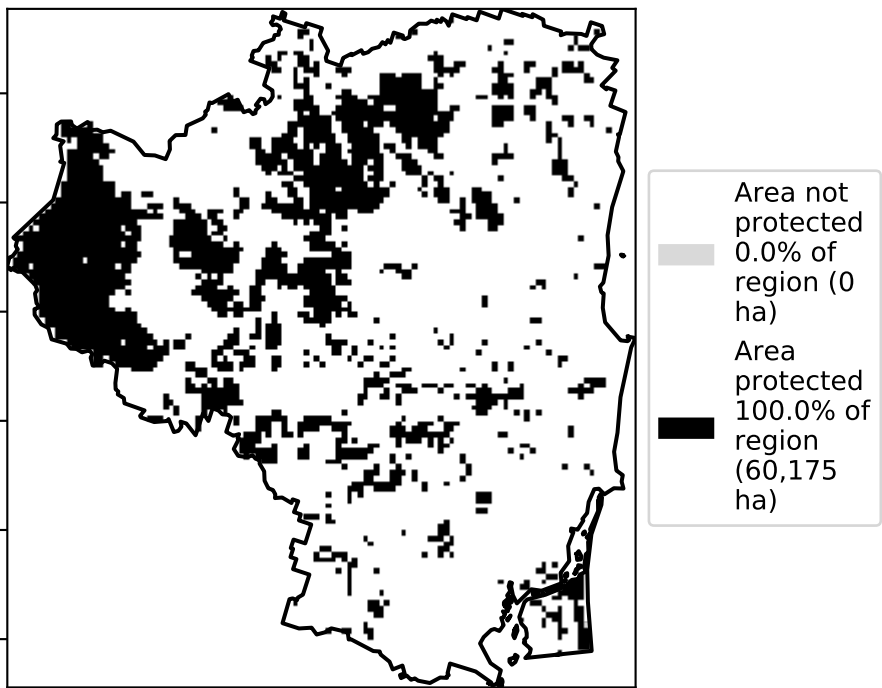 Area not
protected
0.0% of
region (0
ha)
Area
protected
100.0% of
region
(60,175
ha)